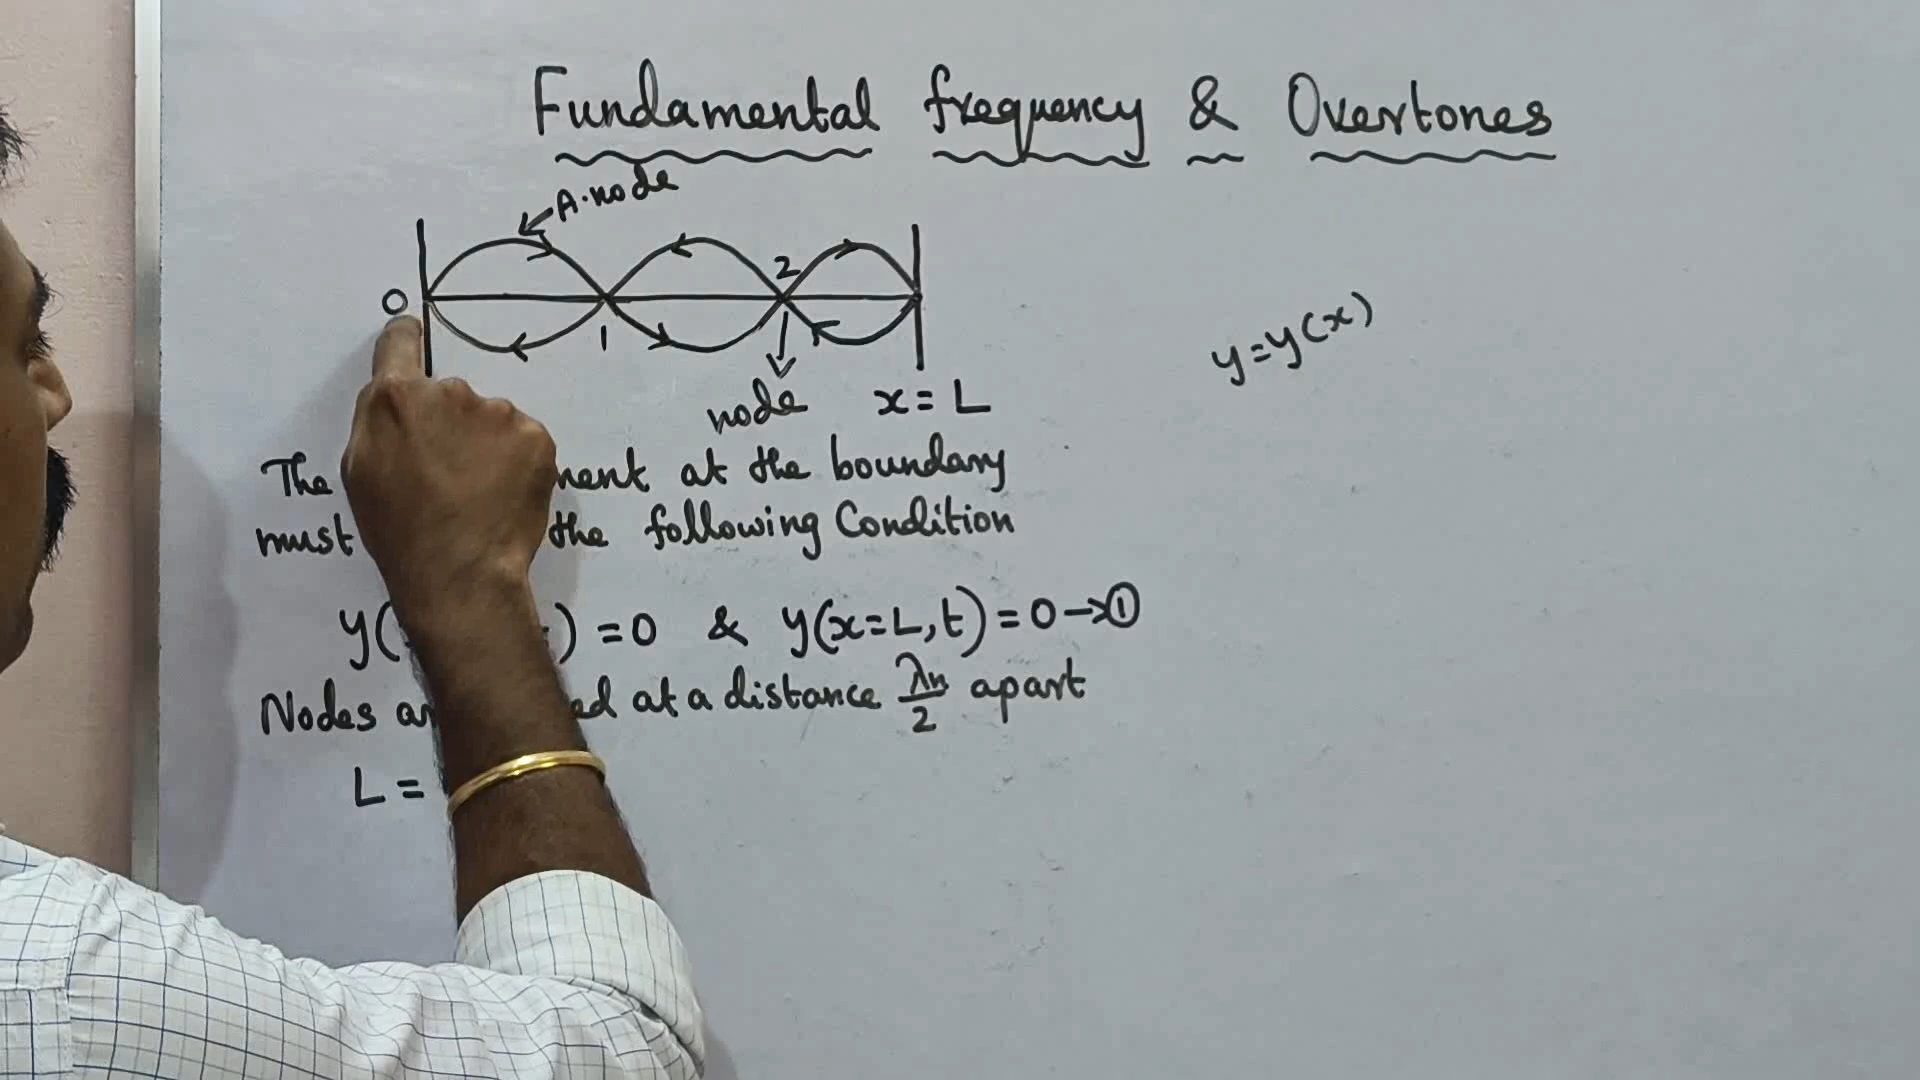 Fundamental frequency & Overtones
A.node
0
1
2
node
x = L
y=y(x)
The at the boundary
must the following Condition
y( ) =0 & y(x=L,t)=0→①
Nodes at a distance λn/2 apart
L =